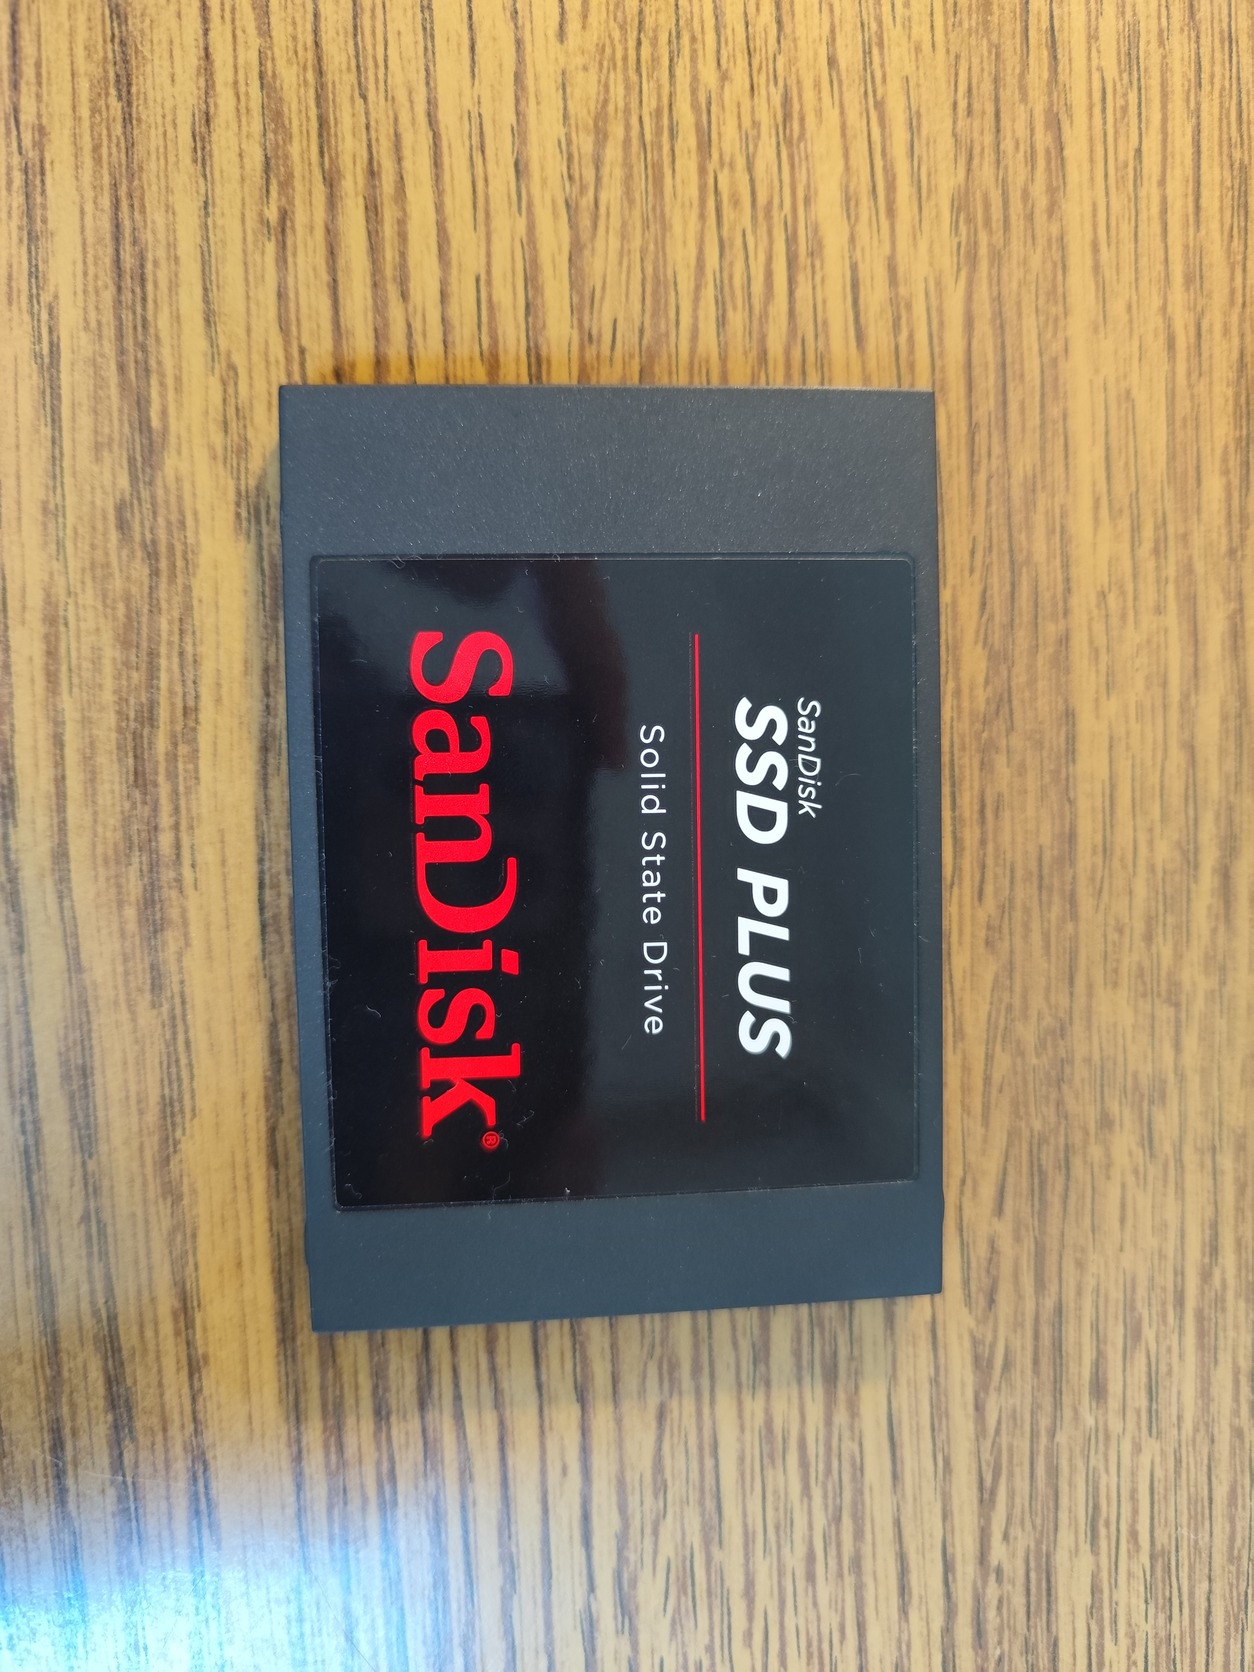 SanDisk
SSD PLUS
Solid State Drive
SanDisk®